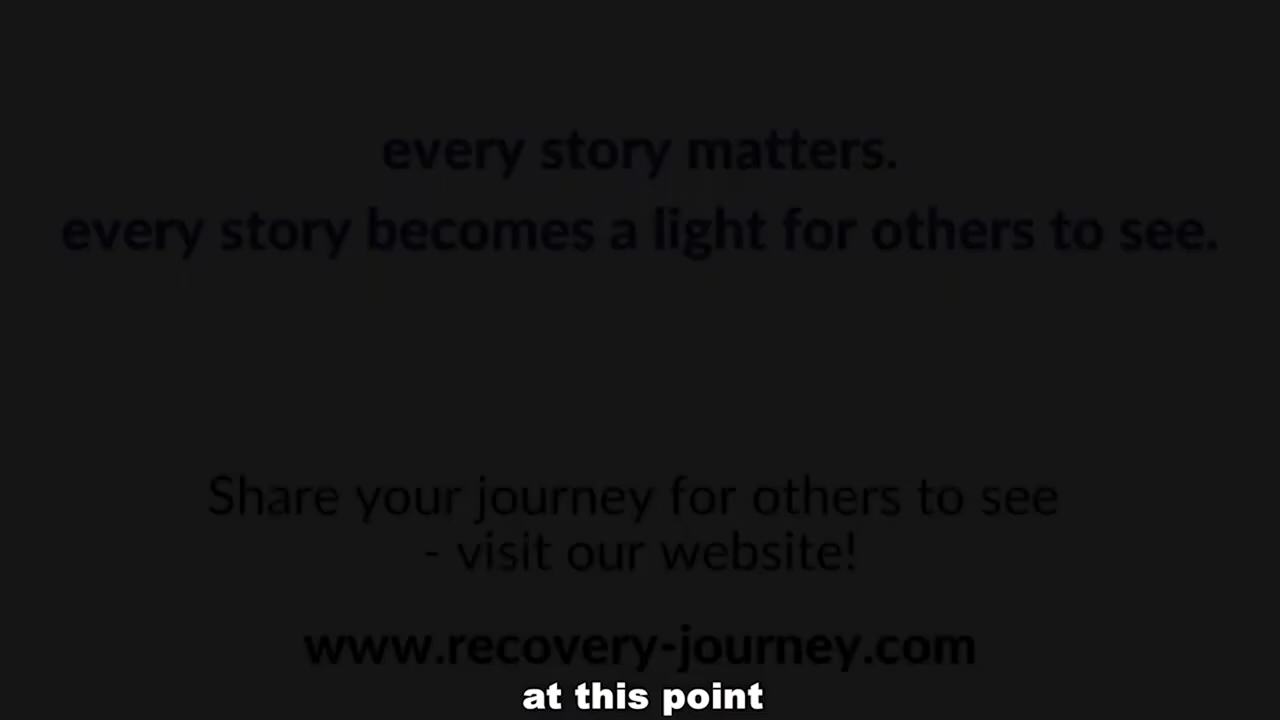 every story matters.
every story becomes a light for others to see.
Share your journey for others to see
- visit our website!
www.recovery-journey.com
at this point